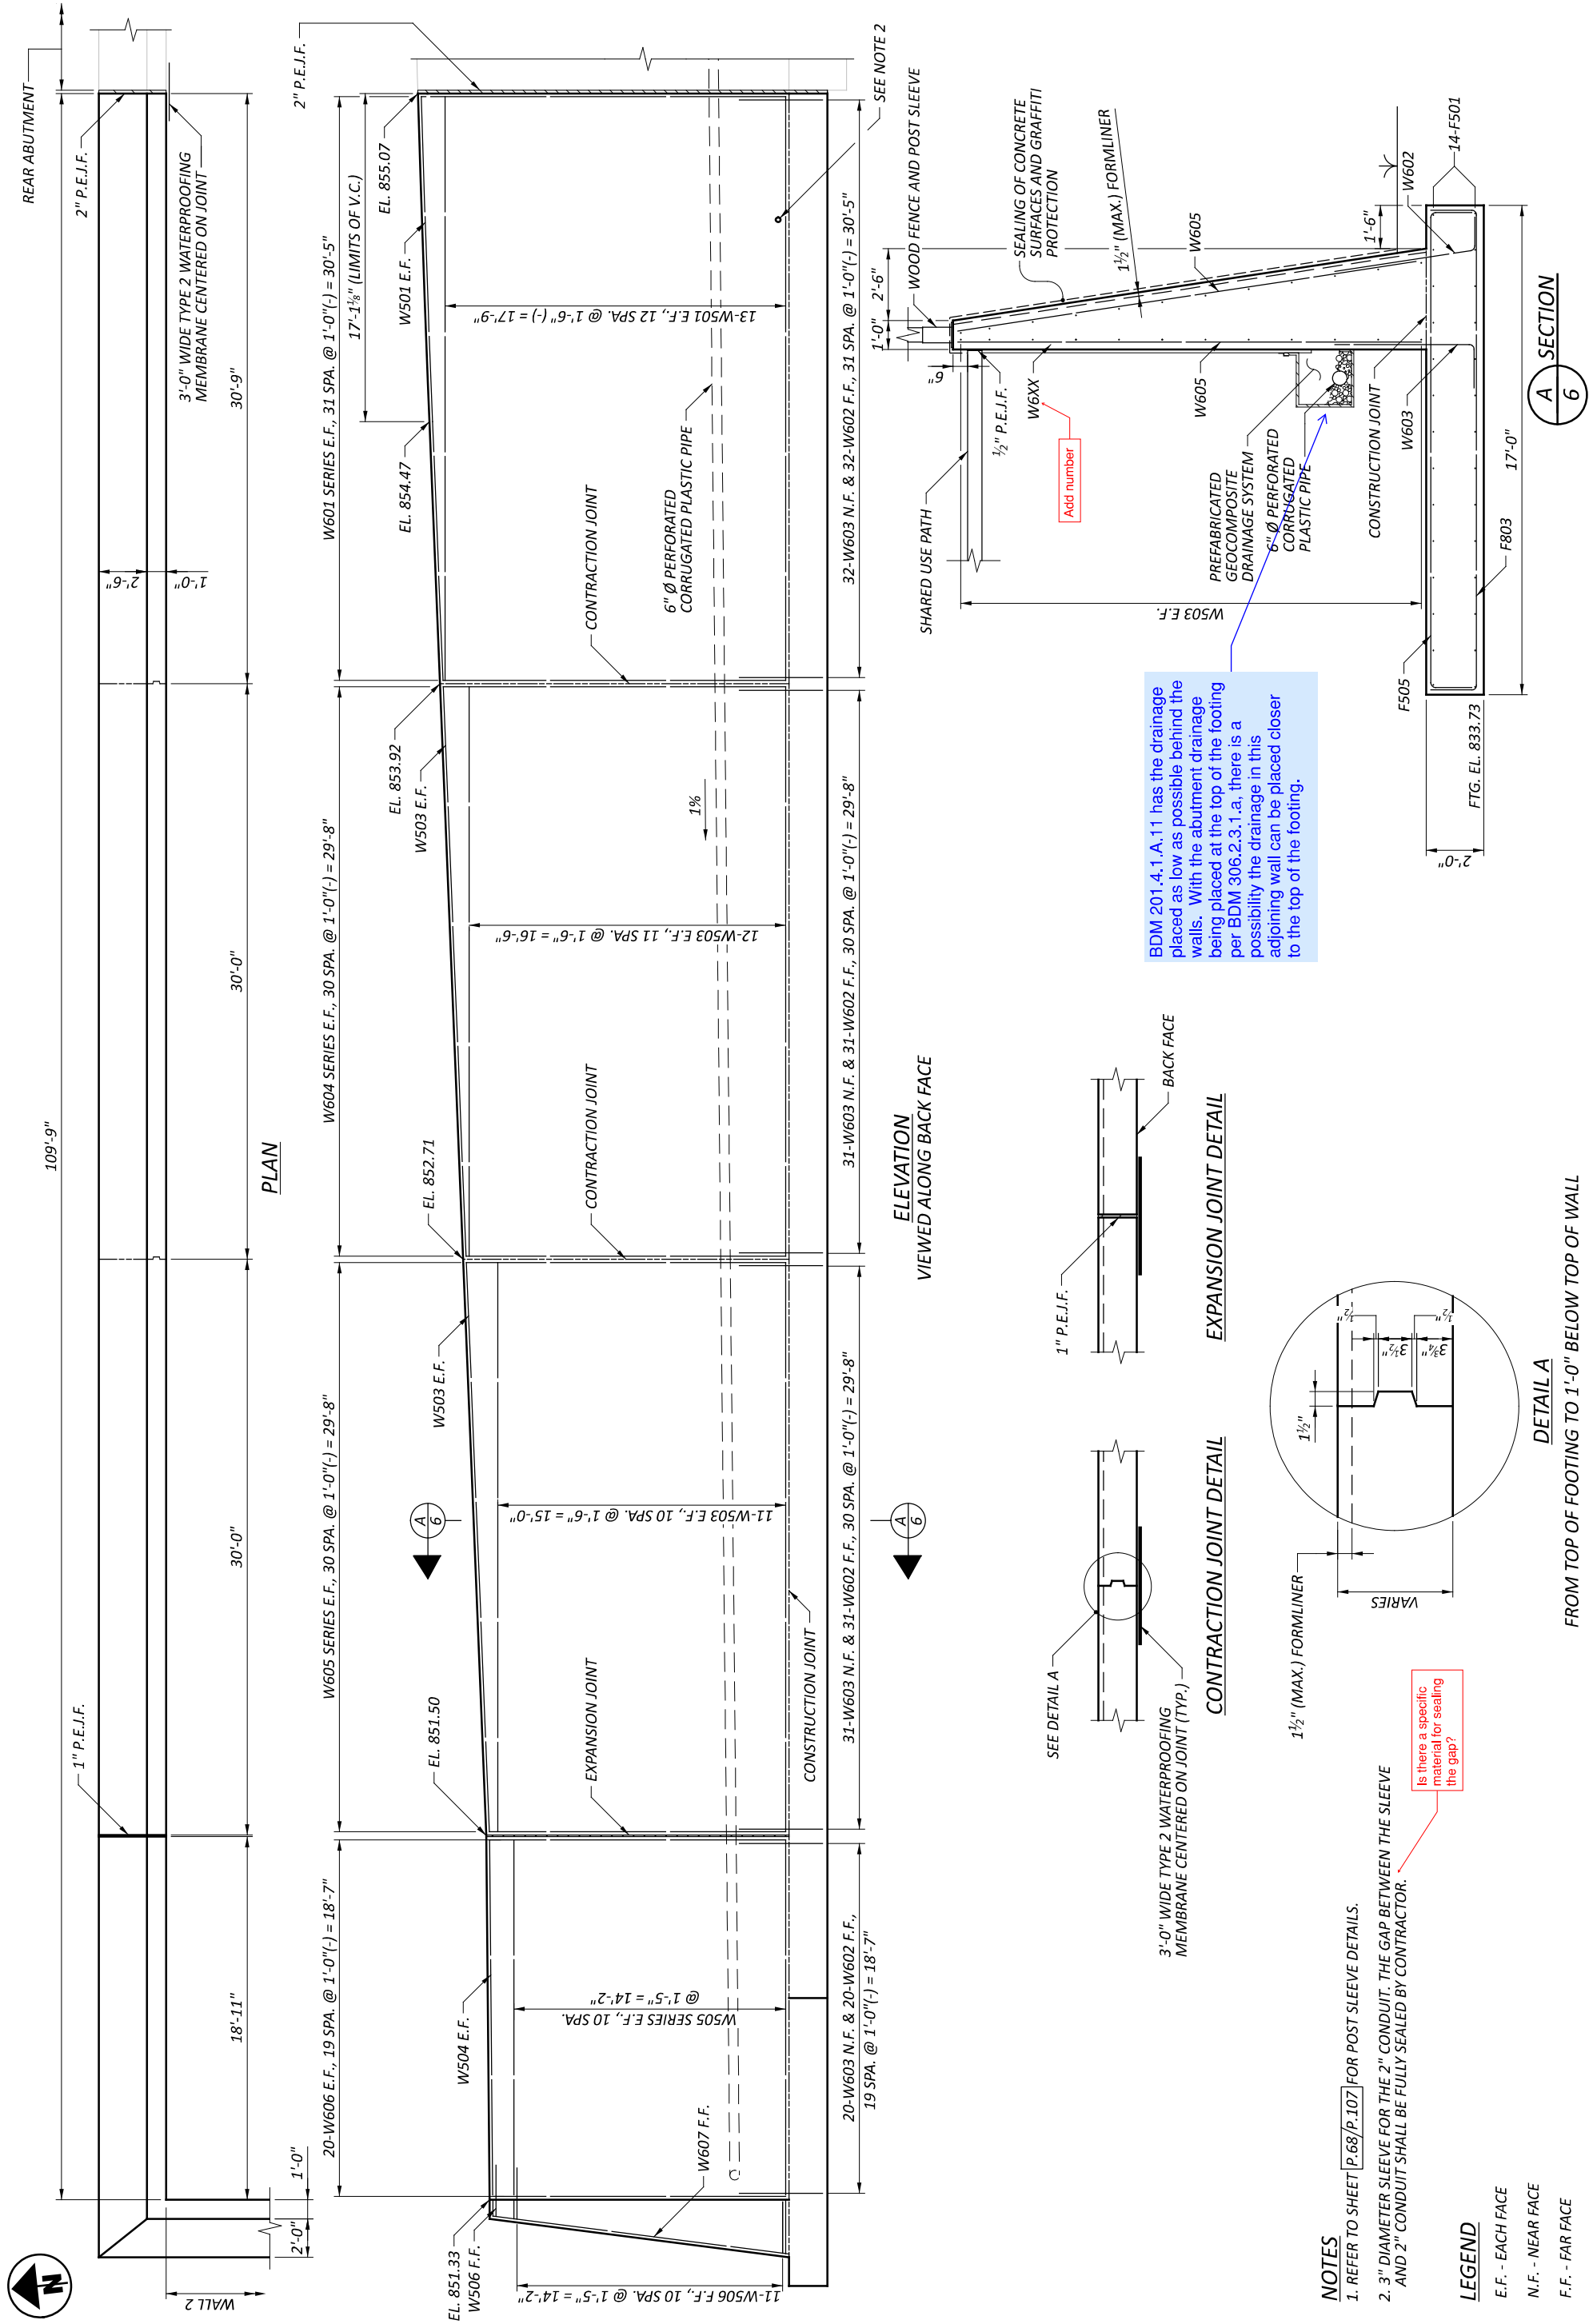 REAR ABUTMENT
109'-9"
1" P.E.J.F.
2" P.E.J.F.
3'-0" WIDE TYPE 2 WATERPROOFING
MEMBRANE CENTERED ON JOINT
2'-6"
1'-0"
WALL 2
2'-0"
1'-0"
18'-11"
30'-0"
30'-0"
30'-9"
PLAN
N
2" P.E.J.F.
20-W606 E.F., 19 SPA. @ 1'-0"(-) = 18'-7"
W605 SERIES E.F., 30 SPA. @ 1'-0"(-) = 29'-8"
W604 SERIES E.F., 30 SPA. @ 1'-0"(-) = 29'-8"
W601 SERIES E.F., 31 SPA. @ 1'-0"(-) = 30'-5"
17'-1⅛" (LIMITS OF V.C.)
EL. 851.33
W506 F.F.
W504 E.F.
EL. 851.50
W503 E.F.
EL. 852.71
EL. 853.92
W503 E.F.
EL. 854.47
W501 E.F.
EL. 855.07
11-W506 F.F., 10 SPA. @ 1'-5" = 14'-2"
W505 SERIES E.F., 10 SPA.
@ 1'-5" = 14'-2"
11-W503 E.F., 10 SPA. @ 1'-6" = 15'-0"
12-W503 E.F., 11 SPA. @ 1'-6" = 16'-6"
13-W501 E.F., 12 SPA. @ 1'-6" (-) = 17'-9"
A
6
EXPANSION JOINT
CONTRACTION JOINT
CONTRACTION JOINT
6" Ø PERFORATED
CORRUGATED PLASTIC PIPE
1%
W607 F.F.
CONSTRUCTION JOINT
SEE NOTE 2
20-W603 N.F. & 20-W602 F.F.,
19 SPA. @ 1'-0"(-) = 18'-7"
31-W603 N.F. & 31-W602 F.F., 30 SPA. @ 1'-0"(-) = 29'-8"
31-W603 N.F. & 31-W602 F.F., 30 SPA. @ 1'-0"(-) = 29'-8"
32-W603 N.F. & 32-W602 F.F., 31 SPA. @ 1'-0"(-) = 30'-5"
A
6
ELEVATION
VIEWED ALONG BACK FACE
SEE DETAIL A
3'-0" WIDE TYPE 2 WATERPROOFING
MEMBRANE CENTERED ON JOINT (TYP.)
CONTRACTION JOINT DETAIL
1" P.E.J.F.
BACK FACE
EXPANSION JOINT DETAIL
1½" (MAX.) FORMLINER
VARIES
1½"
½"
3½"
½"
3¾"
DETAIL A
FROM TOP OF FOOTING TO 1'-0" BELOW TOP OF WALL
WOOD FENCE AND POST SLEEVE
1'-0"
2'-6"
1'-6"
6"
SHARED USE PATH
½" P.E.J.F.
W6XX
Add number
SEALING OF CONCRETE
SURFACES AND GRAFFITI
PROTECTION
1½" (MAX.) FORMLINER
W605
W605
W503 E.F.
PREFABRICATED
GEOCOMPOSITE
DRAINAGE SYSTEM
6" Ø PERFORATED
CORRUGATED
PLASTIC PIPE
CONSTRUCTION JOINT
W603
W602
14-F501
F505
F803
17'-0"
2'-0"
FTG. EL. 833.73
A
6
SECTION
BDM 201.4.1.A.11 has the drainage
placed as low as possible behind the
walls. With the abutment drainage
being placed at the top of the footing
per BDM 306.2.3.1.a, there is a
possibility the drainage in this
adjoining wall can be placed closer
to the top of the footing.
NOTES
1. REFER TO SHEET P.68/P.107 FOR POST SLEEVE DETAILS.
2. 3" DIAMETER SLEEVE FOR THE 2" CONDUIT. THE GAP BETWEEN THE SLEEVE
AND 2" CONDUIT SHALL BE FULLY SEALED BY CONTRACTOR.
Is there a specific
material for sealing
the gap?
LEGEND
E.F. - EACH FACE
N.F. - NEAR FACE
F.F. - FAR FACE